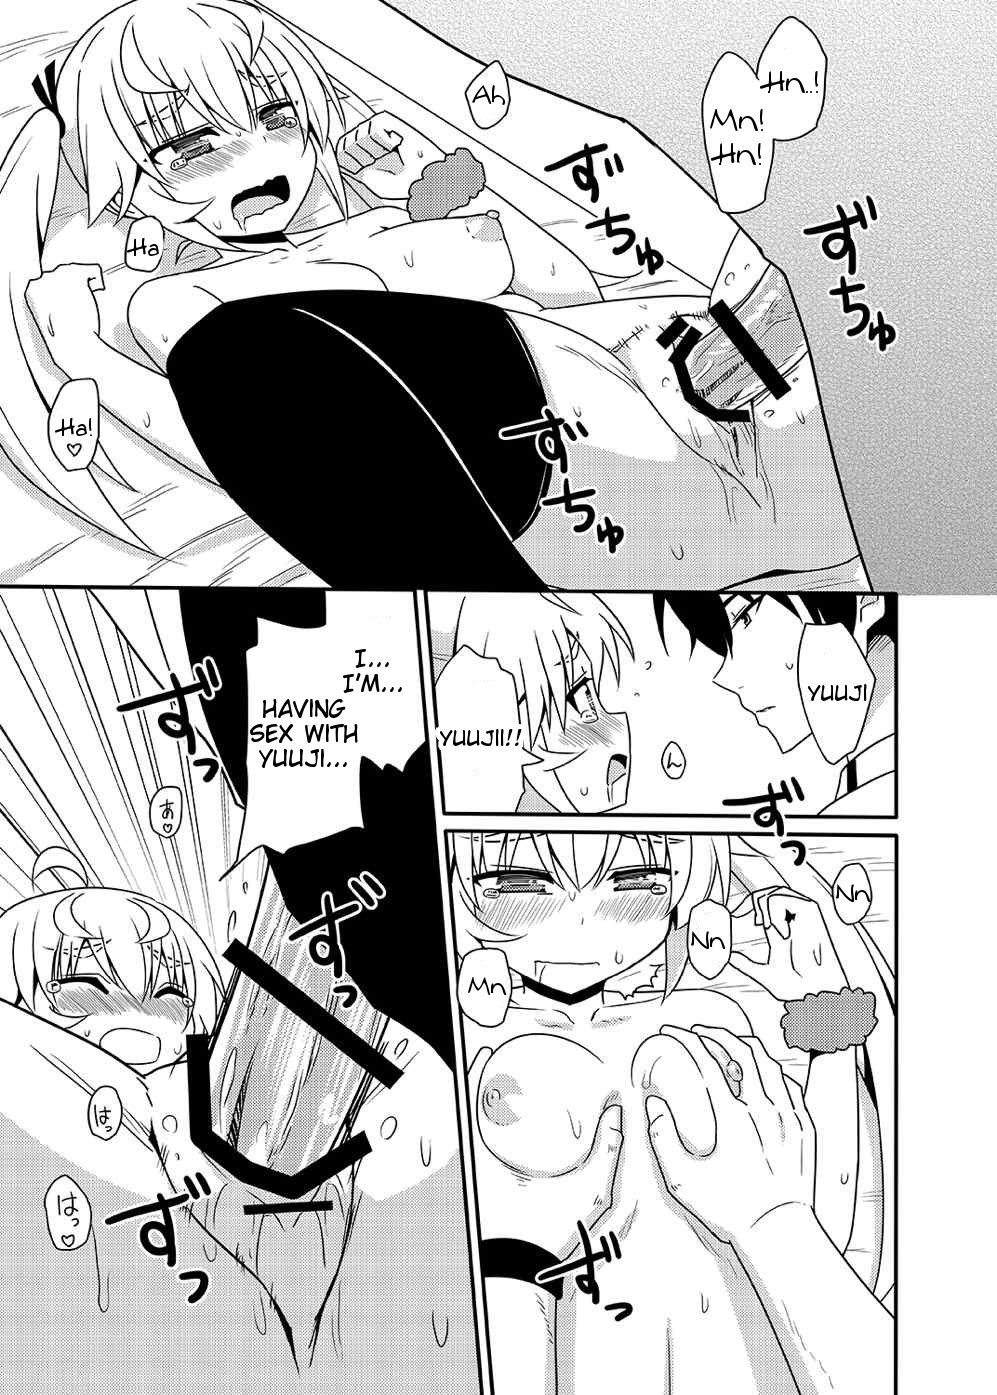 Hn..!
Mn!
Hn!
Ah
Ha
Ha!
♡
ずちゅ
ずちゅ
ずちゅ
YUUJI
YUUJI!!
ん
I...
I'M...
HAVING
SEX WITH
YUUJI...
ずっ
あ♡
ずっ
はっ
はっ♡
ずっ
ずっ
Nn
Nn
Mn
ずっ